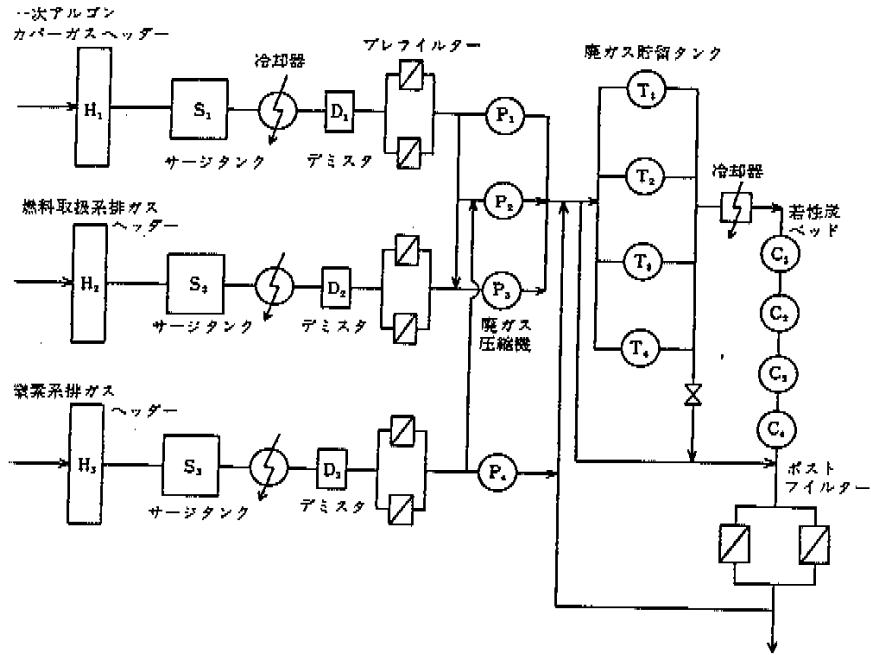 一次アルゴン
カバーガスヘッダー
H₁
S₁
サージタンク
冷却器
D₁
デミスタ
プレフイルター
P₁
廃ガス貯留タンク
T₁
T₂
T₃
T₄
冷却器
若性炭
ベッド
C₁
C₂
C₃
C₄
燃料取扱系排ガス
ヘッダー
H₂
S₂
サージタンク
D₂
デミスタ
P₂
P₃
廃ガス
圧縮機
窒素系排ガス
ヘッダー
H₃
S₃
サージタンク
D₃
デミスタ
P₄
ポスト
フイルター